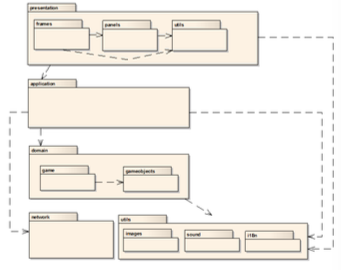 presentation
frames
panels
utils
application
domain
game
gameobjects
network
utils
images
sound
i18n